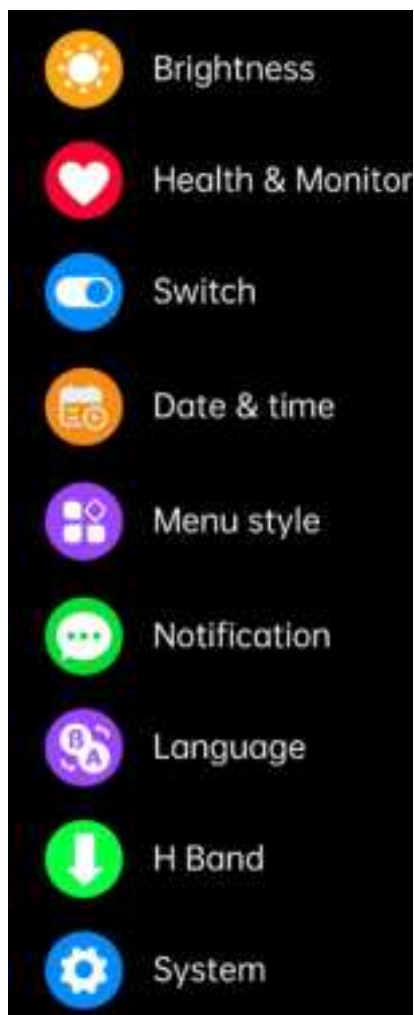 Brightness
Health & Monitor
Switch
Date & time
Menu style
Notification
B
A
Language
H Band
System